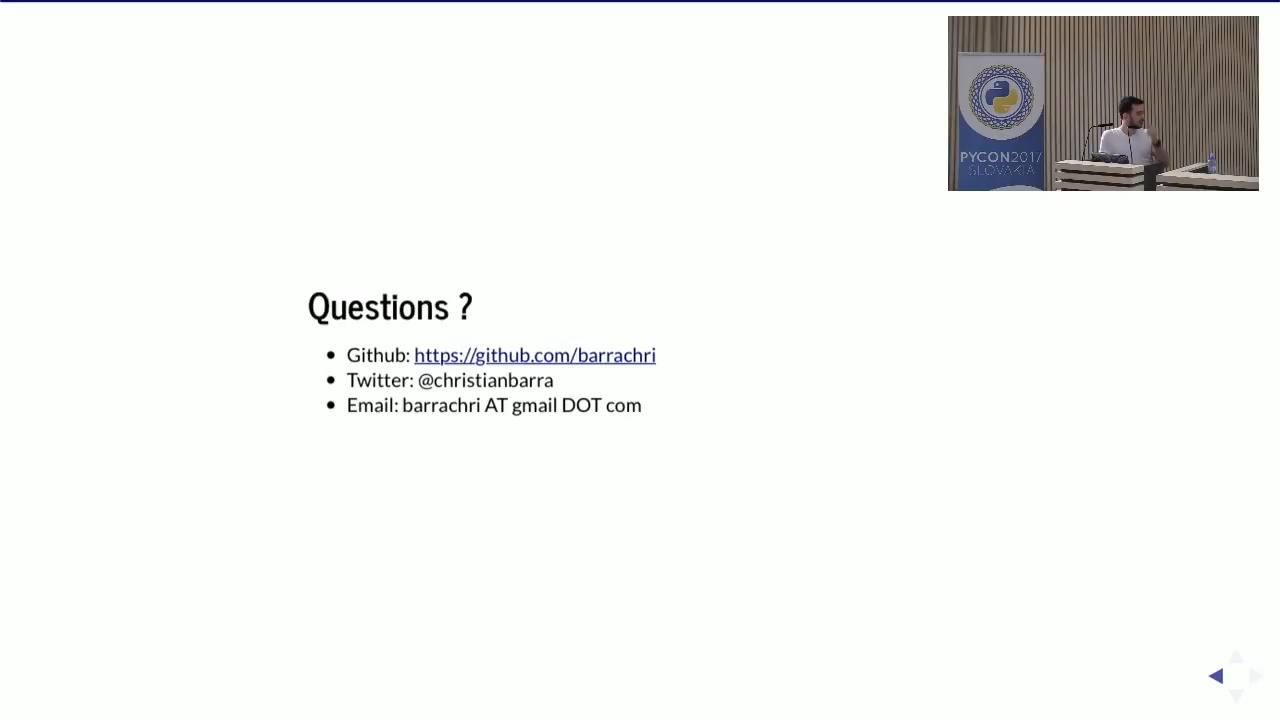 PYCON2017
SLOVAKIA
Questions ?
Github: https://github.com/barrachri
Twitter: @christianbarra
Email: barrachri AT gmail DOT com